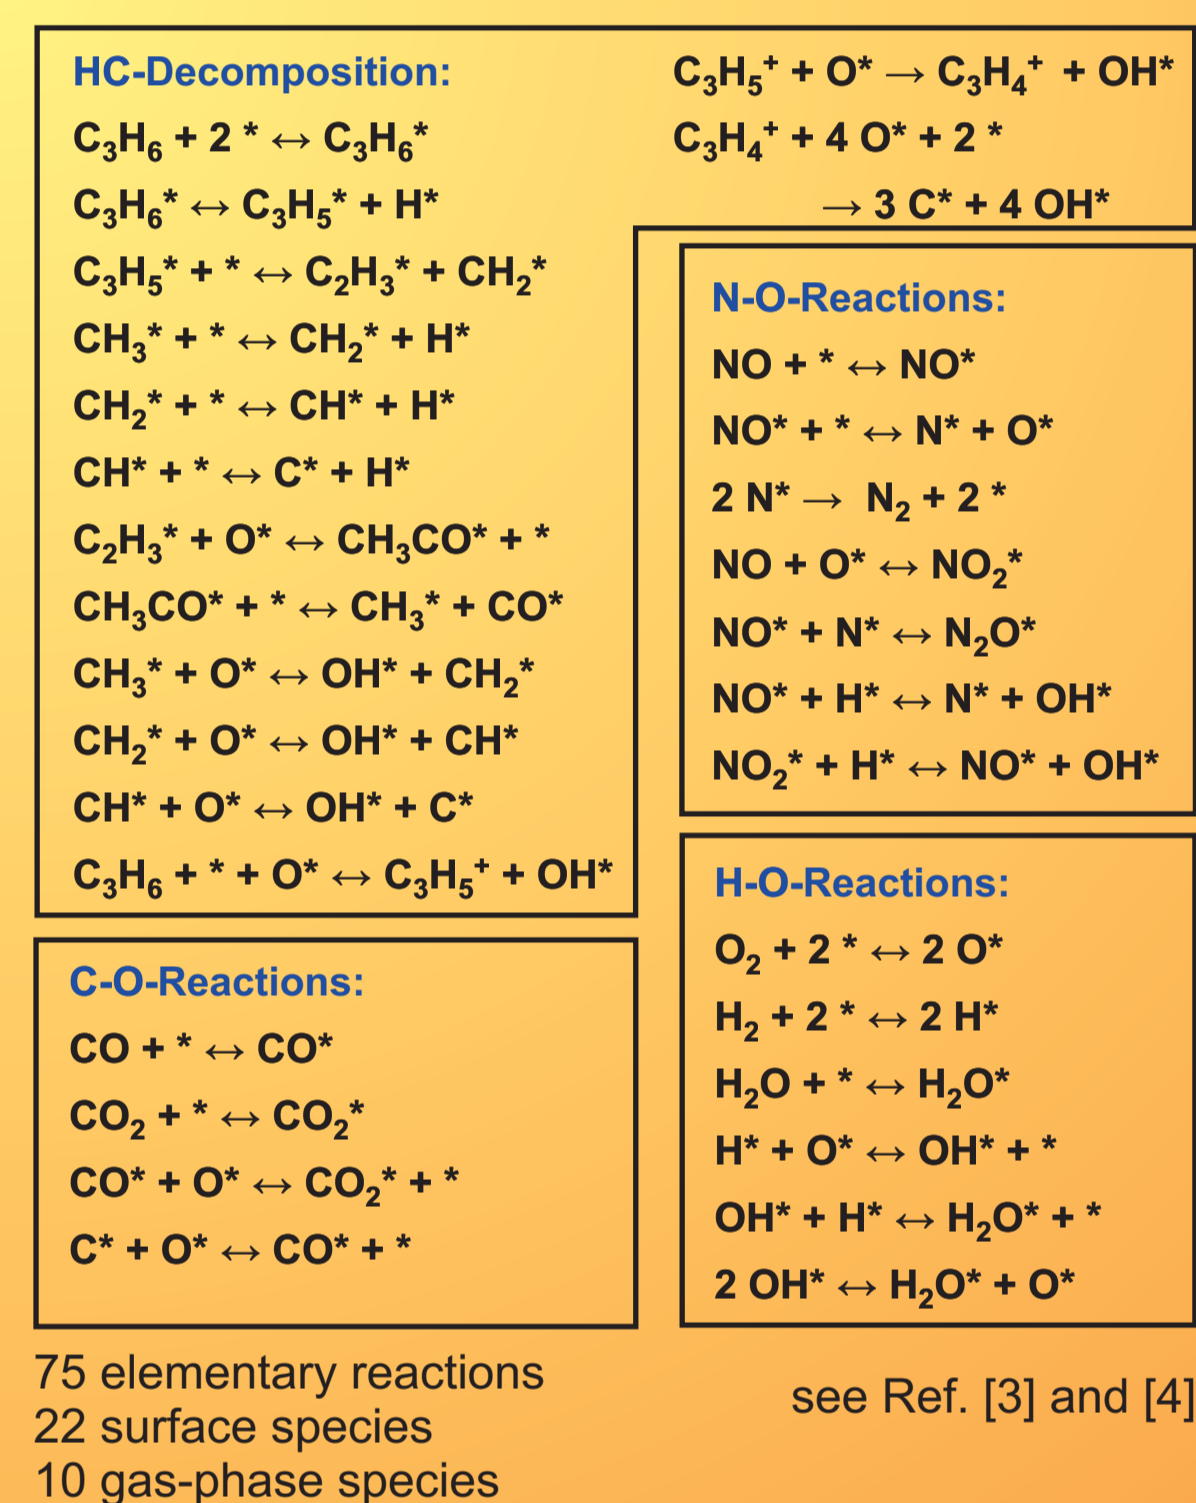 HC-Decomposition:
C₃H₆ + 2 * ↔ C₃H₆*
C₃H₆* ↔ C₃H₅* + H*
C₃H₅* + * ↔ C₂H₃* + CH₂*
CH₃* + * ↔ CH₂* + H*
CH₂* + * ↔ CH* + H*
CH* + * ↔ C* + H*
C₂H₃* + O* ↔ CH₃CO* + *
CH₃CO* + * ↔ CH₃* + CO*
CH₃* + O* ↔ OH* + CH₂*
CH₂* + O* ↔ OH* + CH*
CH* + O* ↔ OH* + C*
C₃H₆ + * + O* ↔ C₃H₅⁺ + OH*
C₃H₅⁺ + O* → C₃H₄⁺ + OH*
C₃H₄⁺ + 4 O* + 2 *
→ 3 C* + 4 OH*
C-O-Reactions:
CO + * ↔ CO*
CO₂ + * ↔ CO₂*
CO* + O* ↔ CO₂* + *
C* + O* ↔ CO* + *
N-O-Reactions:
NO + * ↔ NO*
NO* + * ↔ N* + O*
2 N* → N₂ + 2 *
NO + O* ↔ NO₂*
NO* + N* ↔ N₂O*
NO* + H* ↔ N* + OH*
NO₂* + H* ↔ NO* + OH*
H-O-Reactions:
O₂ + 2 * ↔ 2 O*
H₂ + 2 * ↔ 2 H*
H₂O + * ↔ H₂O*
H* + O* ↔ OH* + *
OH* + H* ↔ H₂O* + *
2 OH* ↔ H₂O* + O*
75 elementary reactions
22 surface species
10 gas-phase species
see Ref. [3] and [4]